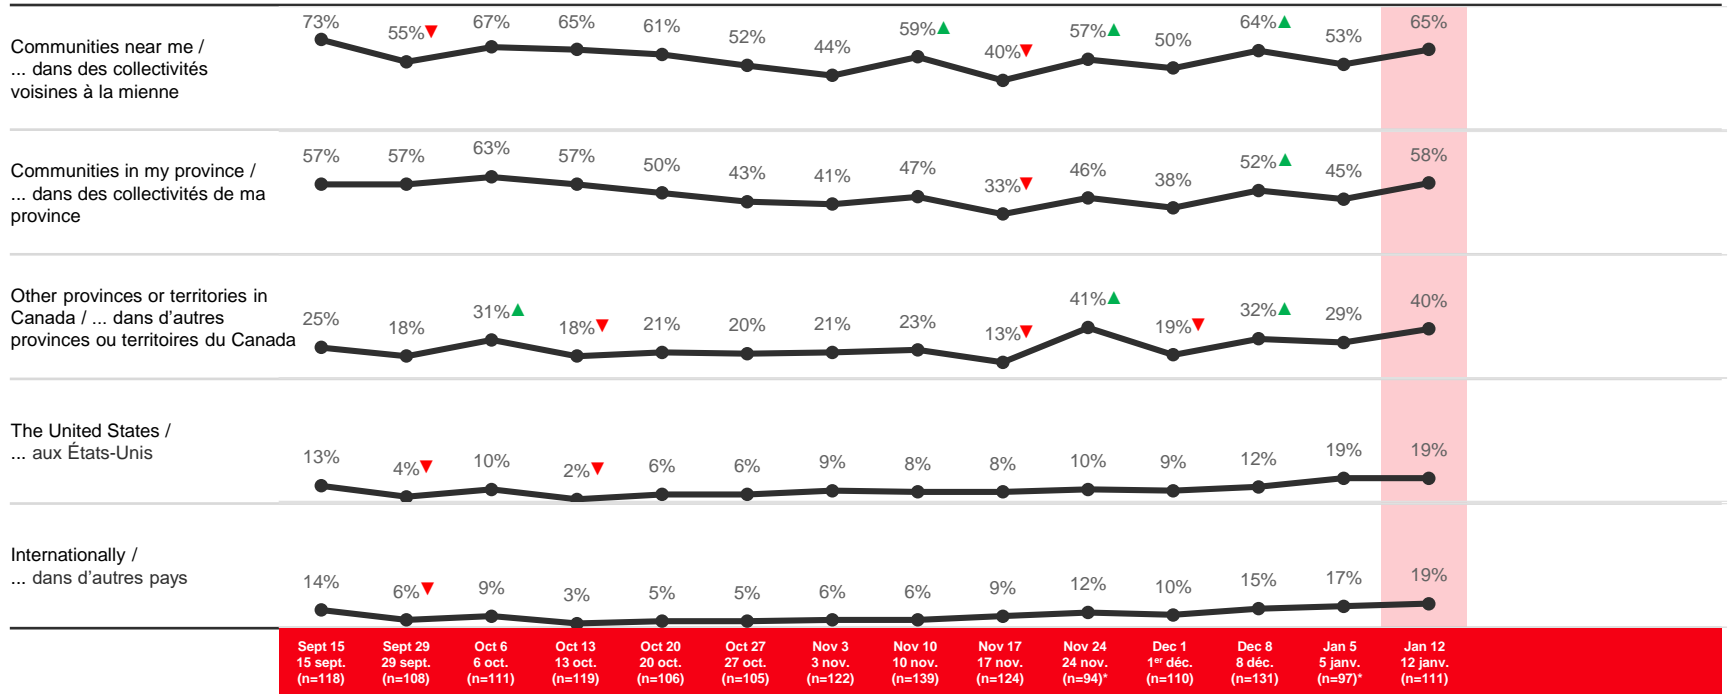 Communities near me /
... dans des collectivités
voisines à la mienne
73% 55%▼ 67% 65% 61% 52% 44% 59%▲ 40%▼ 57%▲ 50% 64%▲ 53% 65%
Communities in my province /
... dans des collectivités de ma
province
57% 57% 63% 57% 50% 43% 41% 47% 33%▼ 46% 38% 52%▲ 45% 58%
Other provinces or territories in
Canada / ... dans d'autres
provinces ou territoires du Canada
25% 18% 31%▲ 18%▼ 21% 20% 21% 23% 13%▼ 41%▲ 19%▼ 32%▲ 29% 40%
The United States /
... aux États-Unis
13% 4%▼ 10% 2%▼ 6% 6% 9% 8% 8% 10% 9% 12% 19% 19%
Internationally /
... dans d'autres pays
14% 6%▼ 9% 3% 5% 5% 6% 6% 9% 12% 10% 15% 17% 19%
Sept 15 Sept 29 Oct 6 Oct 13 Oct 20 Oct 27 Nov 3 Nov 10 Nov 17 Nov 24 Dec 1 Dec 8 Jan 5 Jan 12
15 sept. 29 sept. 6 oct. 13 oct. 20 oct. 27 oct. 3 nov. 10 nov. 17 nov. 24 nov. 1er déc. 8 déc. 5 janv. 12 janv.
(n=118) (n=108) (n=111) (n=119) (n=106) (n=105) (n=122) (n=139) (n=124) (n=94)* (n=110) (n=131) (n=97)* (n=111)